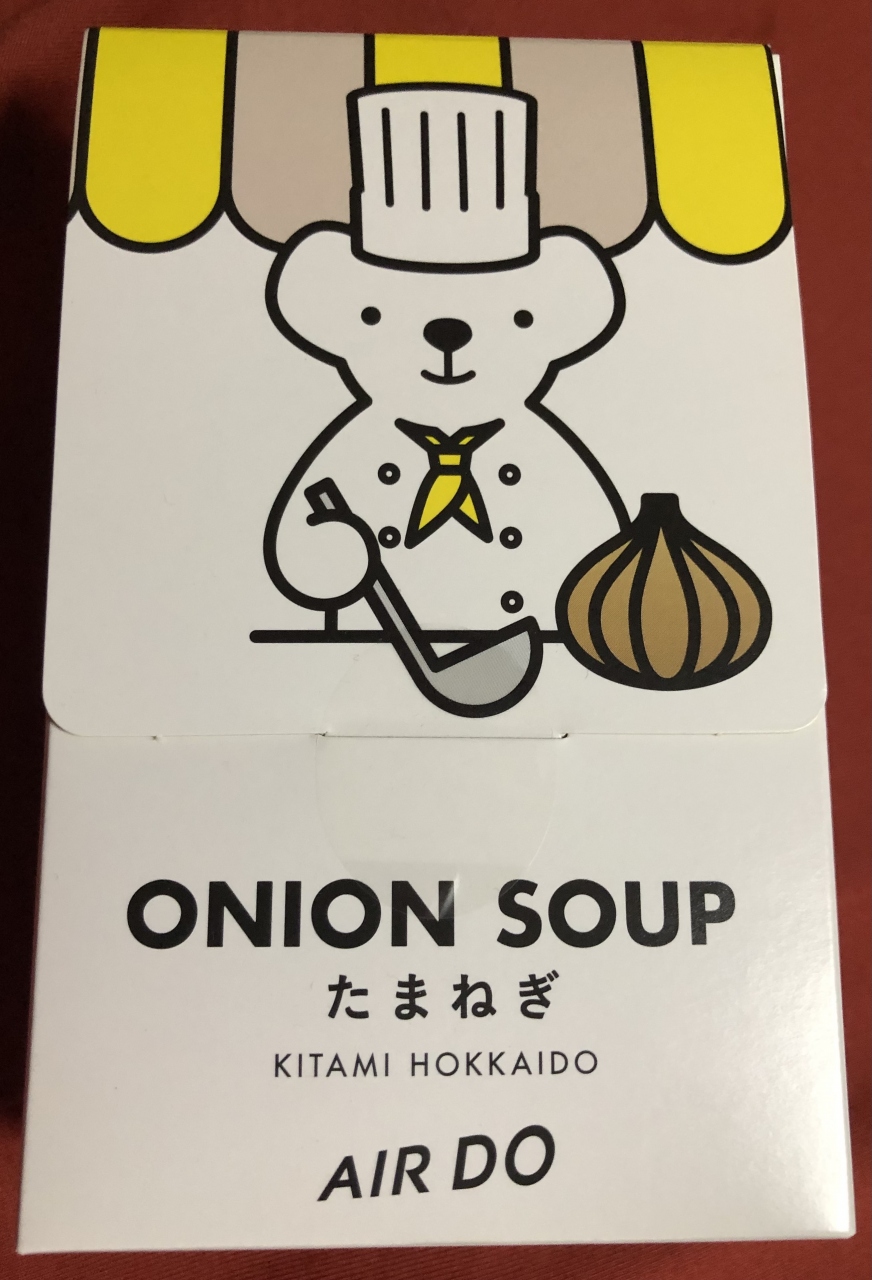 ONION SOUP
たまねぎ
KITAMI HOKKAIDO
AIR DO